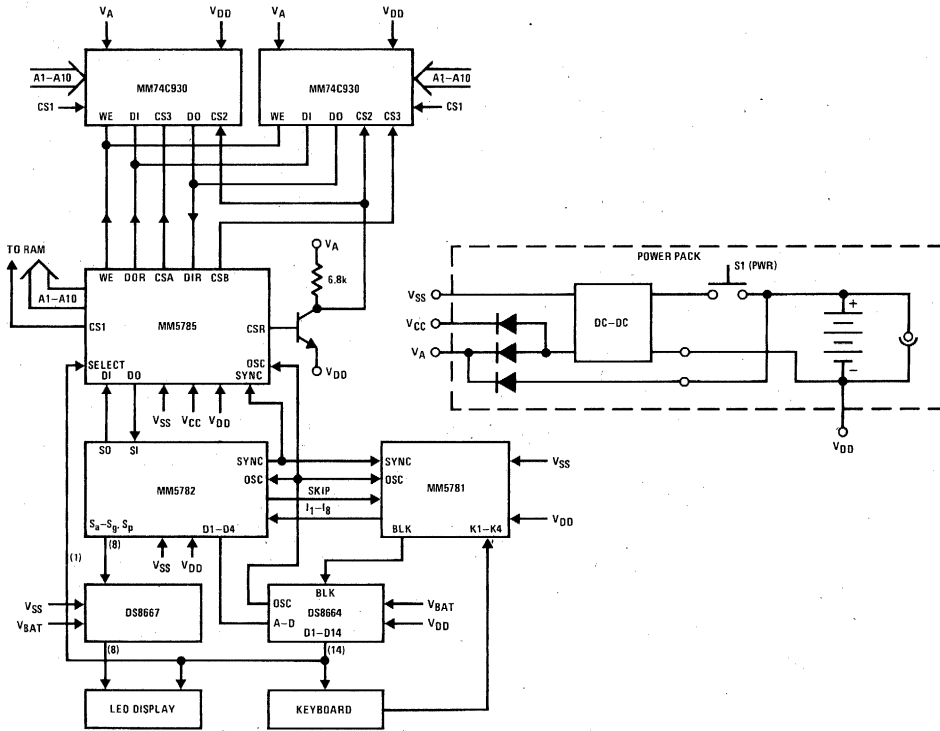 VA VDD VA VDD
A1–A10 MM74C930 MM74C930 A1–A10
CS1 CS1
WE DI CS3 DO CS2 WE DI DO CS2 CS3
TO RAM
VA
6.8k
WE DOR CSA DIR CSB
A1–A10
MM5785 CSR
CS1
SELECT OSC
DI DO SYNC
VDD
VSS VCC VDD
POWER PACK
S1 (PWR)
VSS
VCC DC–DC
VA
+
–
VDD
SO SI
SYNC SYNC VSS
OSC OSC
MM5782 MM5781
SKIP
I1–I8
Sa–Sg, Sp D1–D4 BLK K1–K4 VDD
(1) (8) VSS VDD
BLK
VSS DS8667 OSC DS8664 VBAT
VBAT A–D VDD
D1–D14
(8) (14)
LED DISPLAY KEYBOARD